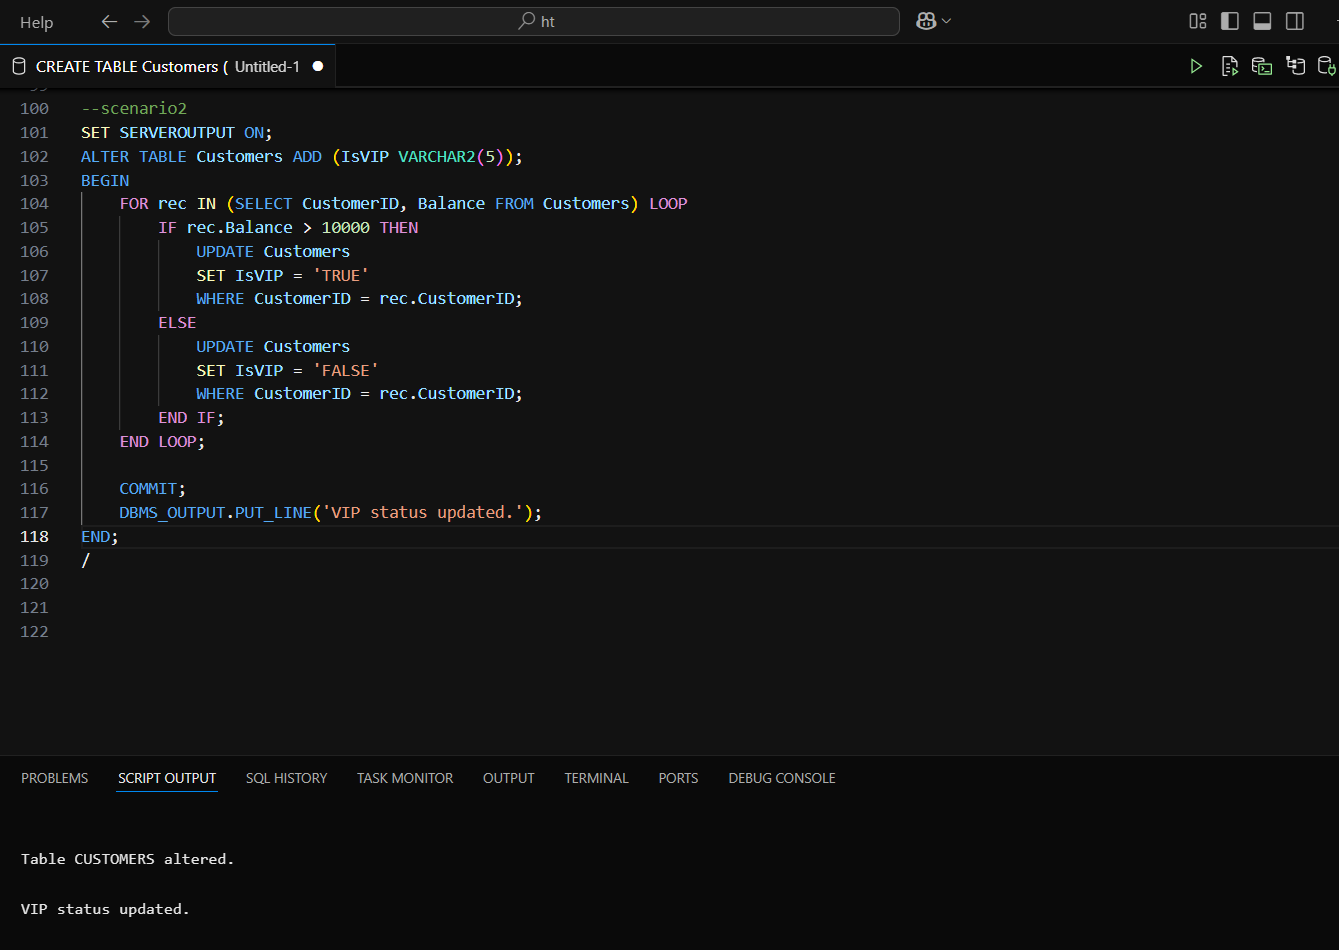 Help
ht
CREATE TABLE Customers ( Untitled-1
100 --scenario2
101 SET SERVEROUTPUT ON;
102 ALTER TABLE Customers ADD (IsVIP VARCHAR2(5));
103 BEGIN
104     FOR rec IN (SELECT CustomerID, Balance FROM Customers) LOOP
105         IF rec.Balance > 10000 THEN
106             UPDATE Customers
107             SET IsVIP = 'TRUE'
108             WHERE CustomerID = rec.CustomerID;
109         ELSE
110             UPDATE Customers
111             SET IsVIP = 'FALSE'
112             WHERE CustomerID = rec.CustomerID;
113         END IF;
114     END LOOP;
115
116     COMMIT;
117     DBMS_OUTPUT.PUT_LINE('VIP status updated.');
118 END;
119 /
120
121
122
PROBLEMS SCRIPT OUTPUT SQL HISTORY TASK MONITOR OUTPUT TERMINAL PORTS DEBUG CONSOLE
Table CUSTOMERS altered.
VIP status updated.